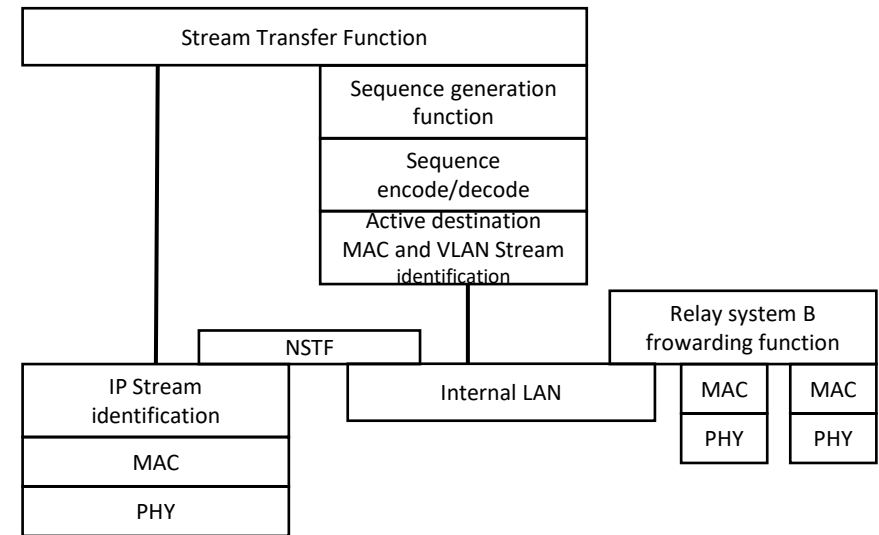 Stream Transfer Function
Sequence generation
function
Sequence
encode/decode
Active destination
MAC and VLAN Stream
identification
Relay system B
frowarding function
NSTF
IP Stream
identification
Internal LAN
MAC
MAC
PHY
PHY
MAC
PHY